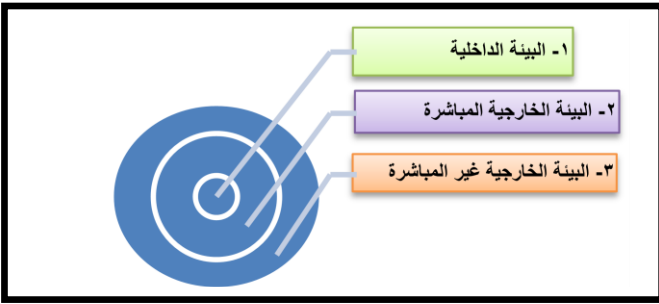 ١- البيئة الداخلية
٢- البيئة الخارجية المباشرة
٣- البيئة الخارجية غير المباشرة